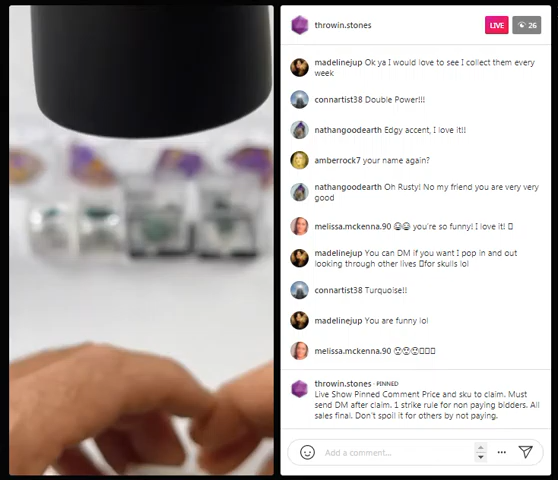 throwin.stones
LIVE
26
madelinejup Ok ya I would love to see I collect them every
week
connartist38 Double Power!!!
nathangoodearth Edgy accent, I love it!!
amberrock7 your name again?
nathangoodearth Oh Rusty! No my friend you are very very
good
melissa.mckenna.90 😂😂 you're so funny! I love it! ▯
madelinejup You can DM if you want I pop in and out
looking through other lives ▯for skulls lol
connartist38 Turquoise!!
madelinejup You are funny lol
melissa.mckenna.90 😍😍😍▯▯▯
throwin.stones · PINNED
Live Show Pinned Comment Price and sku to claim. Must
send DM after claim. 1 strike rule for non paying bidders. All
sales final. Don't spoil it for others by not paying.
Add a comment...